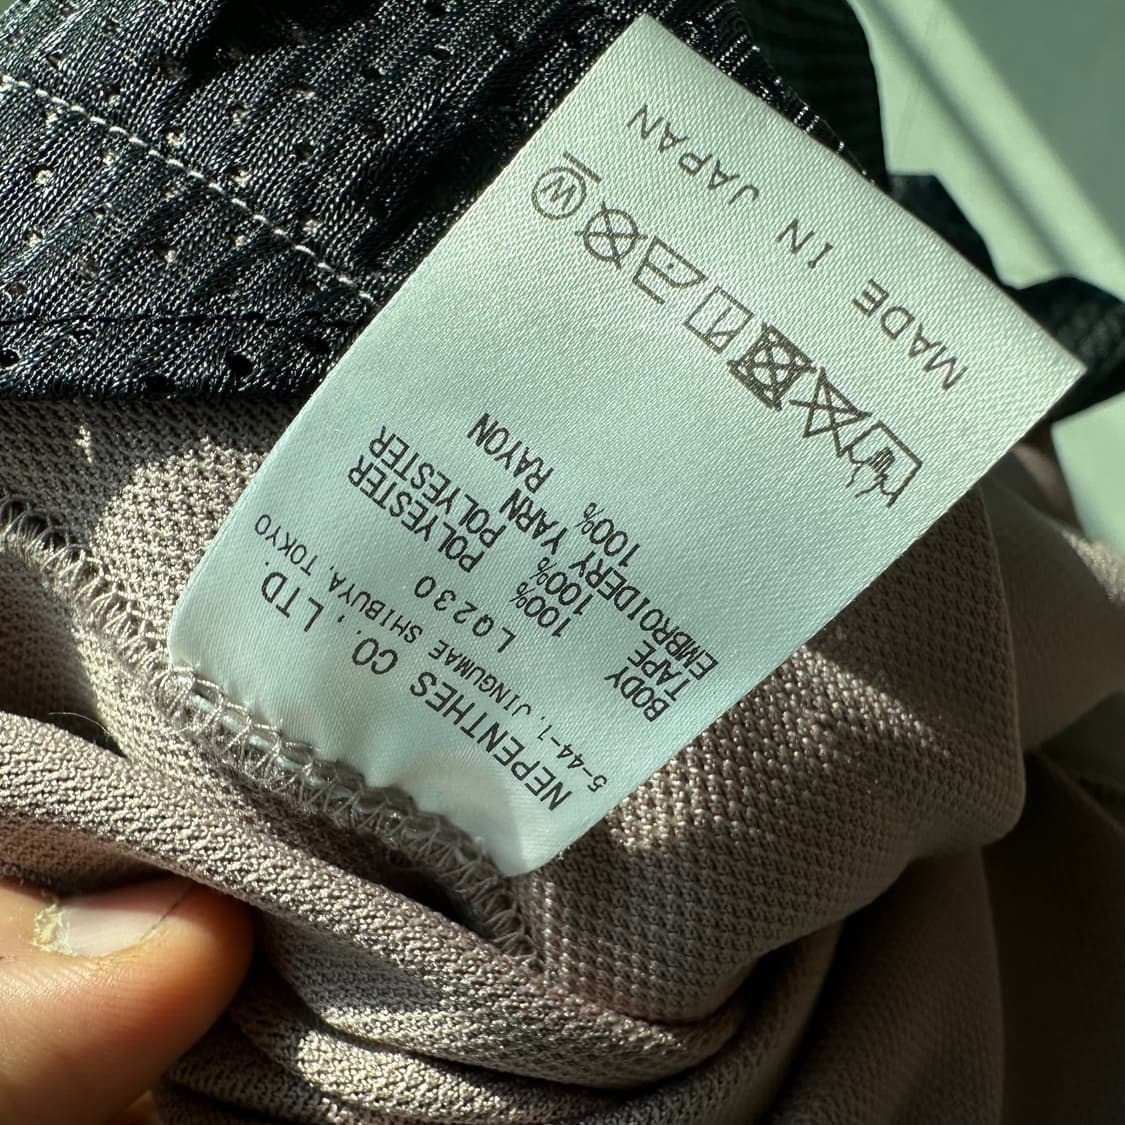 NEPENTHES CO., LTD.
5-44-1, JINGUMAE SHIBUYA, TOKYO
LQ230
BODY 100% POLYESTER
TAPE 100% POLYESTER
EMBROIDERY YARN
100% RAYON
W
MADE IN JAPAN